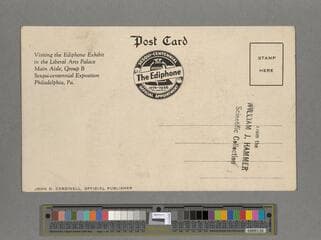 Post Card
Visiting the Ediphone Exhibit
in the Liberal Arts Palace
Main Aisle, Group B
Sesqui-centennial Exposition
Philadelphia, Pa.
The Ediphone
STAMP
HERE
From the
WILLIAM J. HAMMER
Scientific Collection
JOHN D. CARDINELL, OFFICIAL PUBLISHER